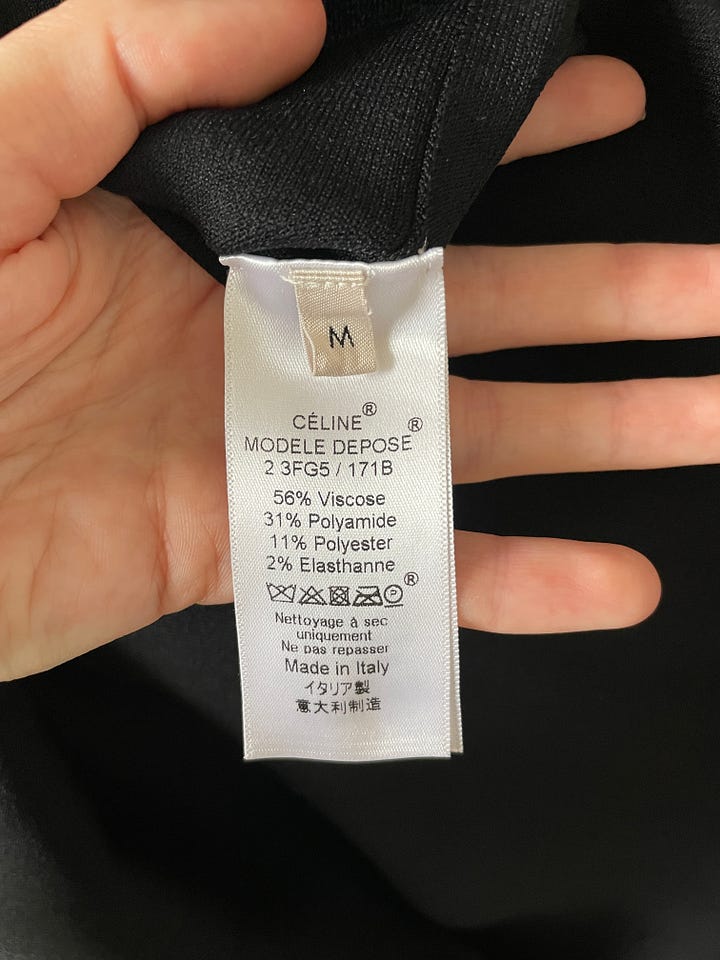 M
CÉLINE®
MODELE DEPOSE®
2 3FG5 / 171B
56% Viscose
31% Polyamide
11% Polyester
2% Elasthanne
P ®
Nettoyage à sec
uniquement
Ne pas repasser
Made in Italy
イタリア製
意大利制造